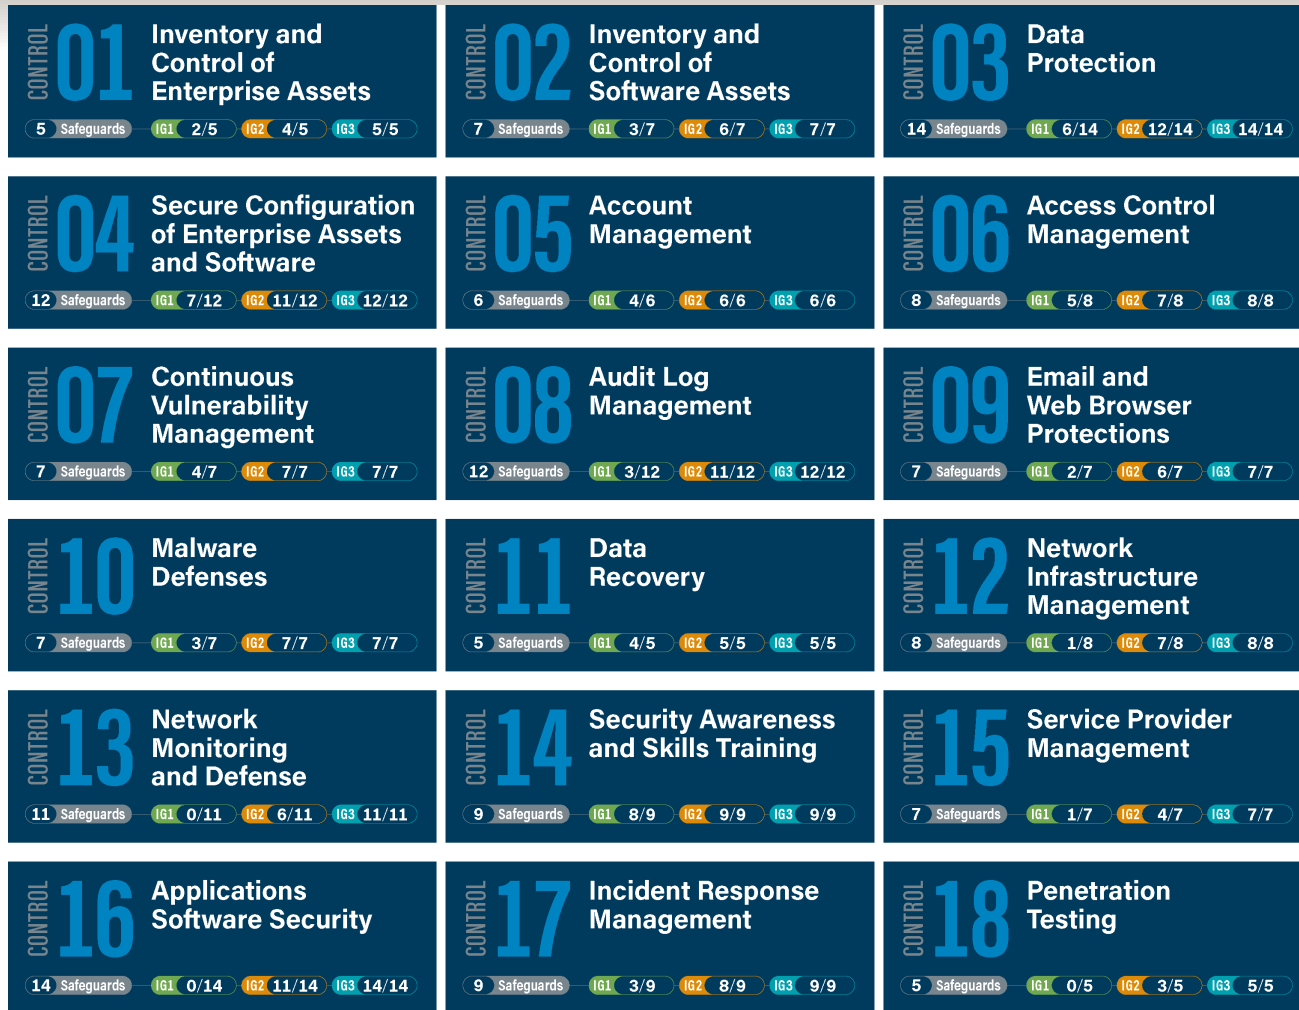 CONTROL 01 Inventory and
Control of
Enterprise Assets
5 Safeguards IG1 2/5 IG2 4/5 IG3 5/5
CONTROL 02 Inventory and
Control of
Software Assets
7 Safeguards IG1 3/7 IG2 6/7 IG3 7/7
CONTROL 03 Data
Protection
14 Safeguards IG1 6/14 IG2 12/14 IG3 14/14
CONTROL 04 Secure Configuration
of Enterprise Assets
and Software
12 Safeguards IG1 7/12 IG2 11/12 IG3 12/12
CONTROL 05 Account
Management
6 Safeguards IG1 4/6 IG2 6/6 IG3 6/6
CONTROL 06 Access Control
Management
8 Safeguards IG1 5/8 IG2 7/8 IG3 8/8
CONTROL 07 Continuous
Vulnerability
Management
7 Safeguards IG1 4/7 IG2 7/7 IG3 7/7
CONTROL 08 Audit Log
Management
12 Safeguards IG1 3/12 IG2 11/12 IG3 12/12
CONTROL 09 Email and
Web Browser
Protections
7 Safeguards IG1 2/7 IG2 6/7 IG3 7/7
CONTROL 10 Malware
Defenses
7 Safeguards IG1 3/7 IG2 7/7 IG3 7/7
CONTROL 11 Data
Recovery
5 Safeguards IG1 4/5 IG2 5/5 IG3 5/5
CONTROL 12 Network
Infrastructure
Management
8 Safeguards IG1 1/8 IG2 7/8 IG3 8/8
CONTROL 13 Network
Monitoring
and Defense
11 Safeguards IG1 0/11 IG2 6/11 IG3 11/11
CONTROL 14 Security Awareness
and Skills Training
9 Safeguards IG1 8/9 IG2 9/9 IG3 9/9
CONTROL 15 Service Provider
Management
7 Safeguards IG1 1/7 IG2 4/7 IG3 7/7
CONTROL 16 Applications
Software Security
14 Safeguards IG1 0/14 IG2 11/14 IG3 14/14
CONTROL 17 Incident Response
Management
9 Safeguards IG1 3/9 IG2 8/9 IG3 9/9
CONTROL 18 Penetration
Testing
5 Safeguards IG1 0/5 IG2 3/5 IG3 5/5